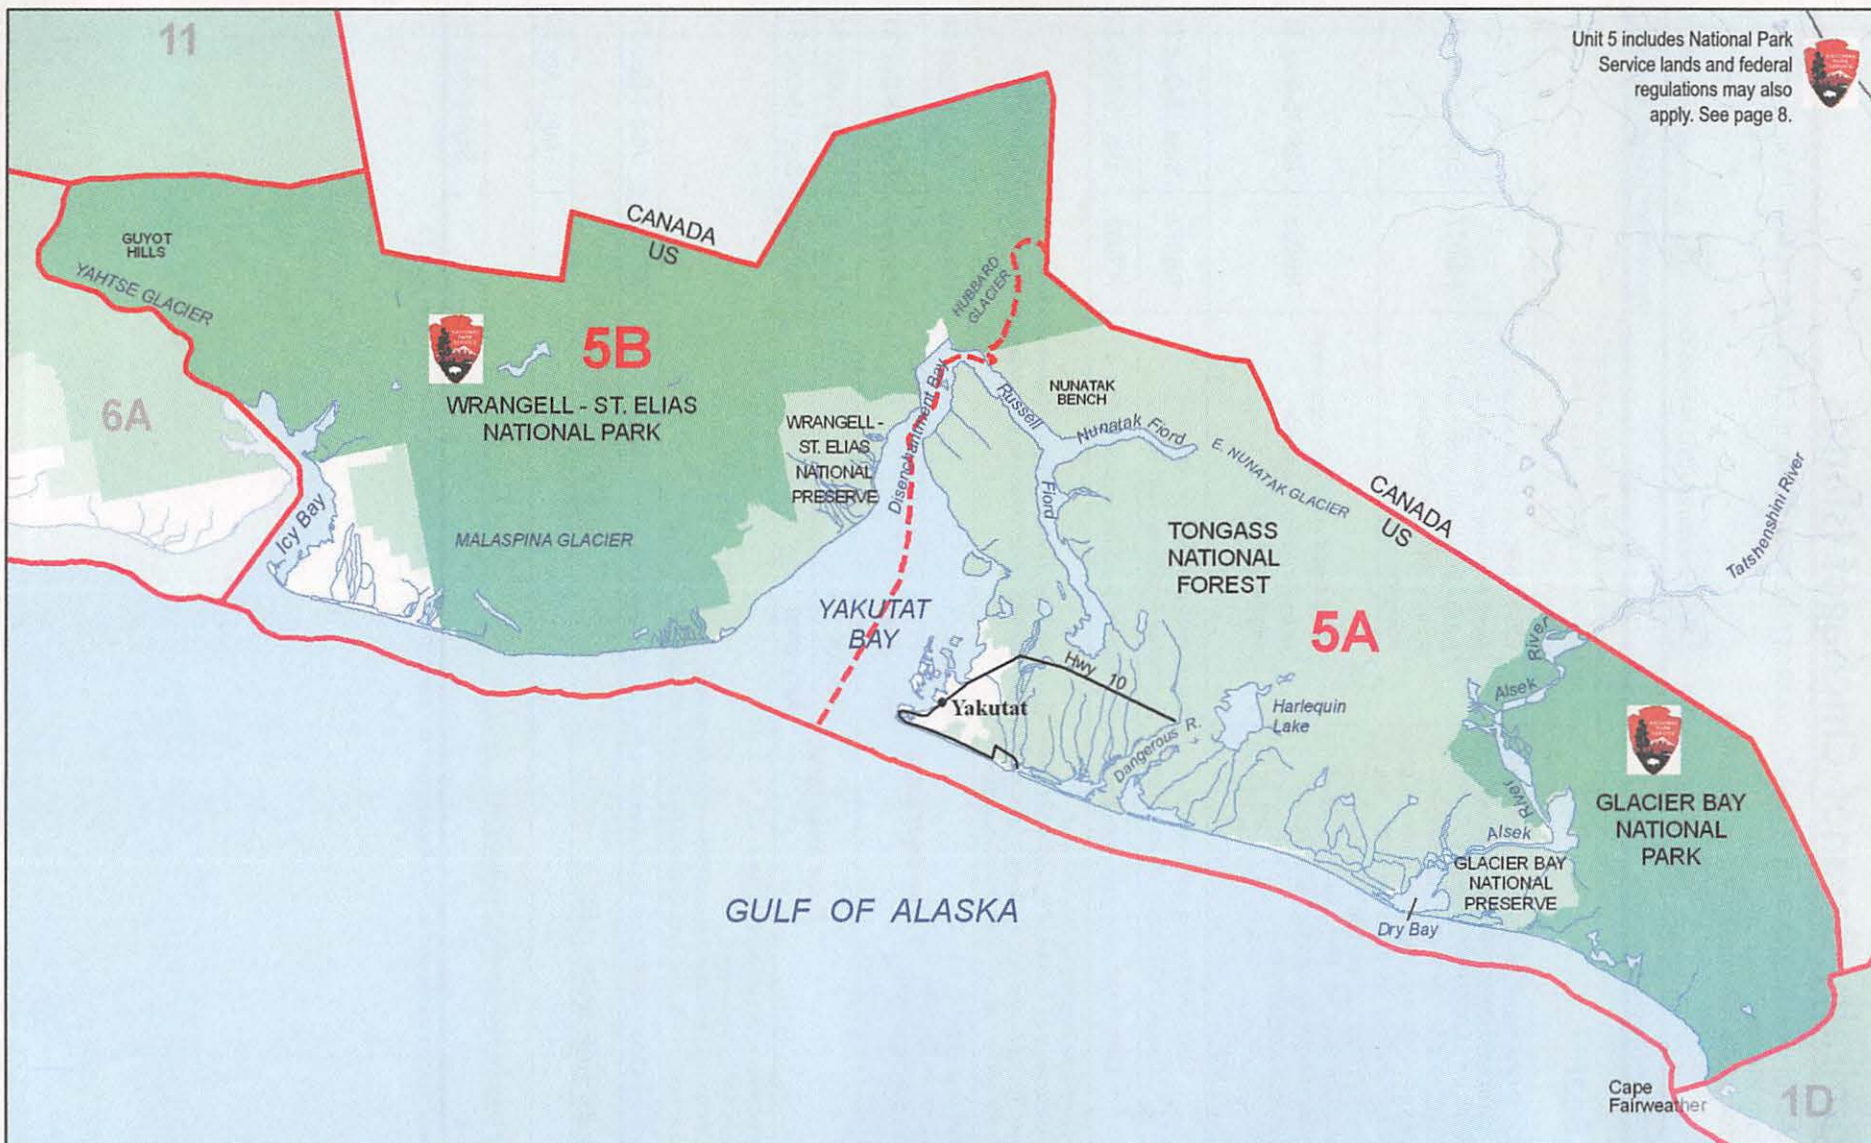 11
Unit 5 includes National Park
Service lands and federal
regulations may also
apply. See page 8.
CANADA
US
GUYOT
HILLS
YAHTSE GLACIER
HUBBARD
GLACIER
5B
WRANGELL - ST. ELIAS
NATIONAL PARK
6A
WRANGELL -
ST. ELIAS
NATIONAL
PRESERVE
Disenchantment Bay
Russell
Fiord
NUNATAK
BENCH
Nunatak Fiord
E. NUNATAK GLACIER
CANADA
US
Icy Bay
MALASPINA GLACIER
TONGASS
NATIONAL
FOREST
Tatshenshini River
YAKUTAT
BAY
5A
Hwy 10
Yakutat
Dangerous R.
Harlequin
Lake
Alsek
River
Alsek
River
GLACIER BAY
NATIONAL
PARK
GLACIER BAY
NATIONAL
PRESERVE
Dry Bay
GULF OF ALASKA
Cape
Fairweather
1D